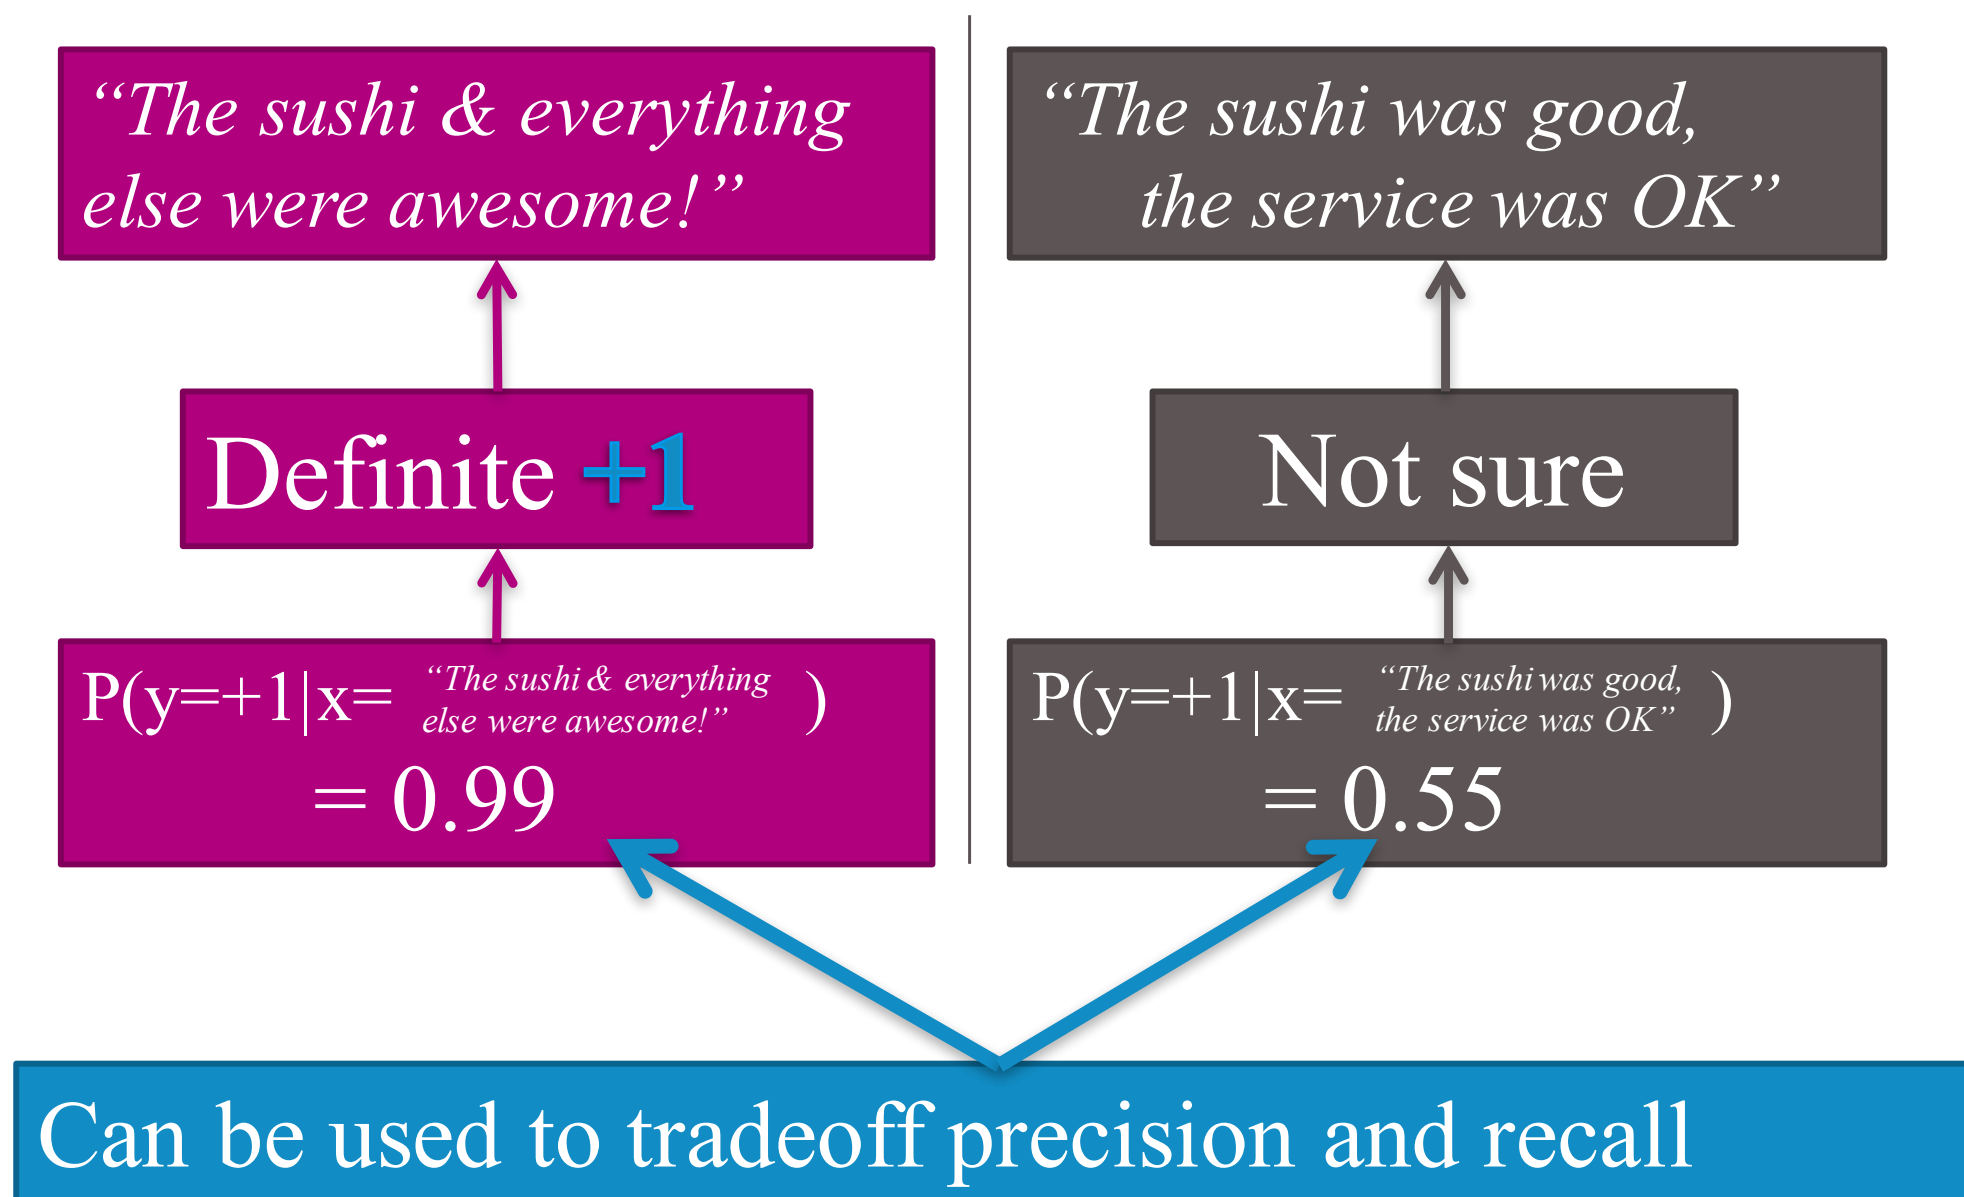 “The sushi & everything
else were awesome!”
Definite +1
P(y=+1|x= “The sushi & everything
else were awesome!” )
= 0.99
“The sushi was good,
the service was OK”
Not sure
P(y=+1|x= “The sushi was good,
the service was OK” )
= 0.55
Can be used to tradeoff precision and recall